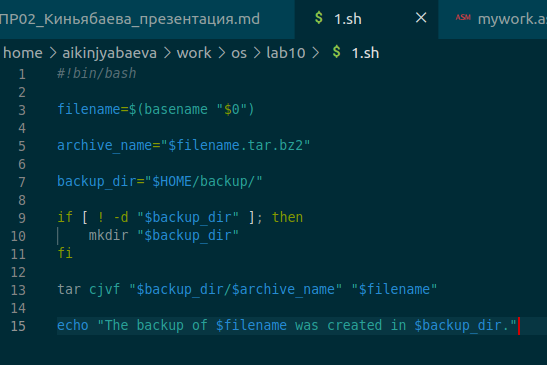 ПР02_Киньябаева_презентация.md
$ 1.sh
ASM mywork.as
home > aikinjyabaeva > work > os > lab10 > $ 1.sh
1 #!bin/bash
2
3 filename=$(basename "$0")
4
5 archive_name="$filename.tar.bz2"
6
7 backup_dir="$HOME/backup/"
8
9 if [ ! -d "$backup_dir" ]; then
10 mkdir "$backup_dir"
11 fi
12
13 tar cjvf "$backup_dir/$archive_name" "$filename"
14
15 echo "The backup of $filename was created in $backup_dir."